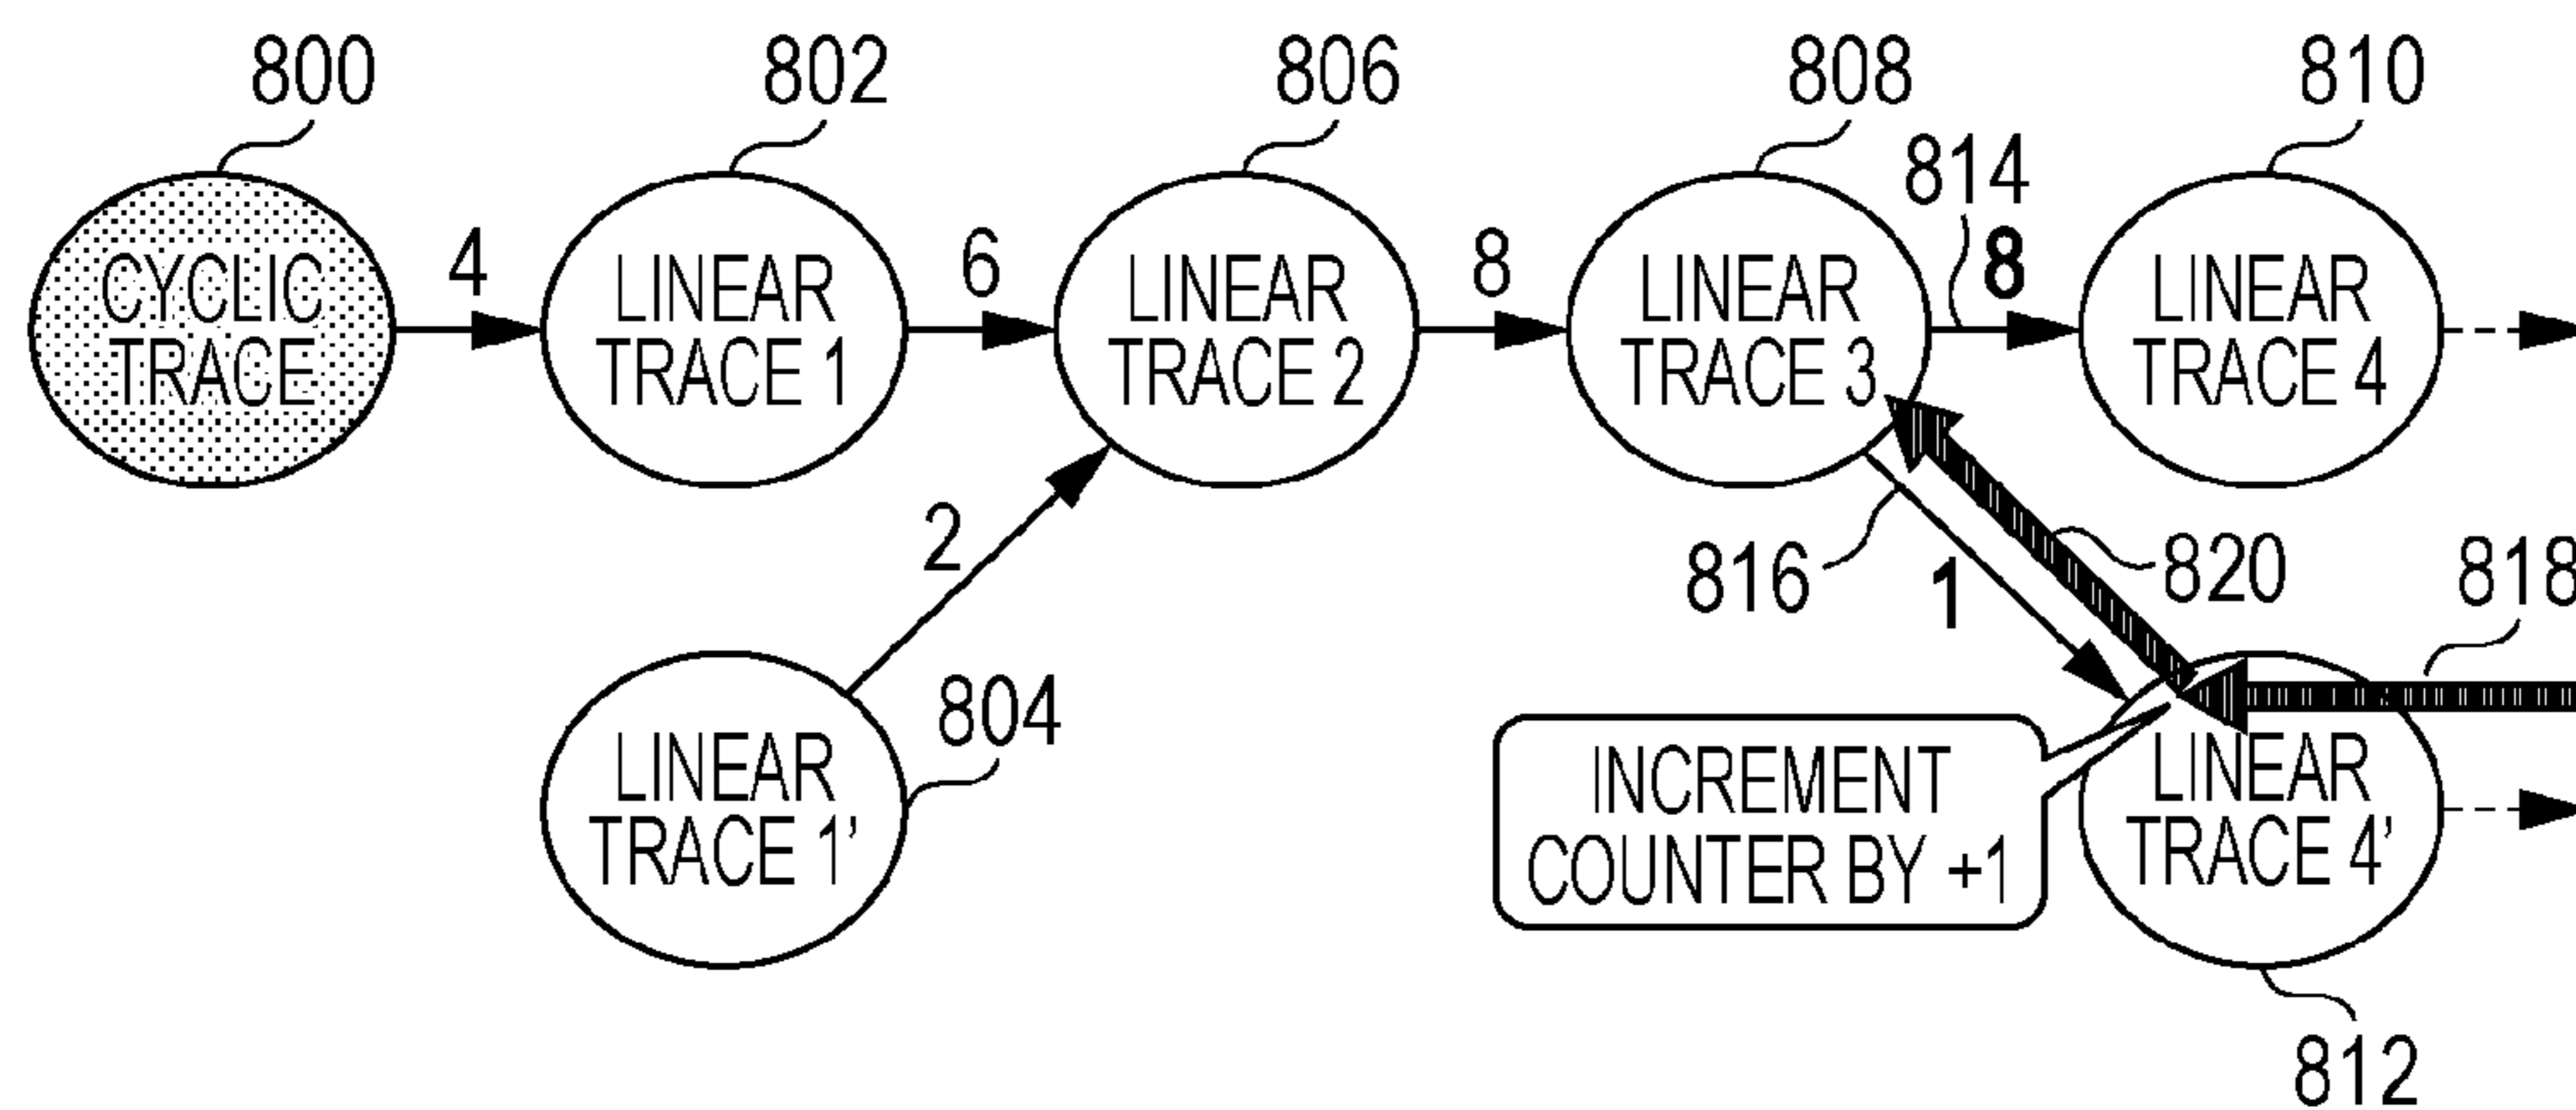 800
802
806
808
810
814
4
6
8
8
CYCLIC
TRACE
LINEAR
TRACE 1
LINEAR
TRACE 2
LINEAR
TRACE 3
LINEAR
TRACE 4
2
816
1
820
818
804
LINEAR
TRACE 1’
INCREMENT
COUNTER BY +1
LINEAR
TRACE 4’
812